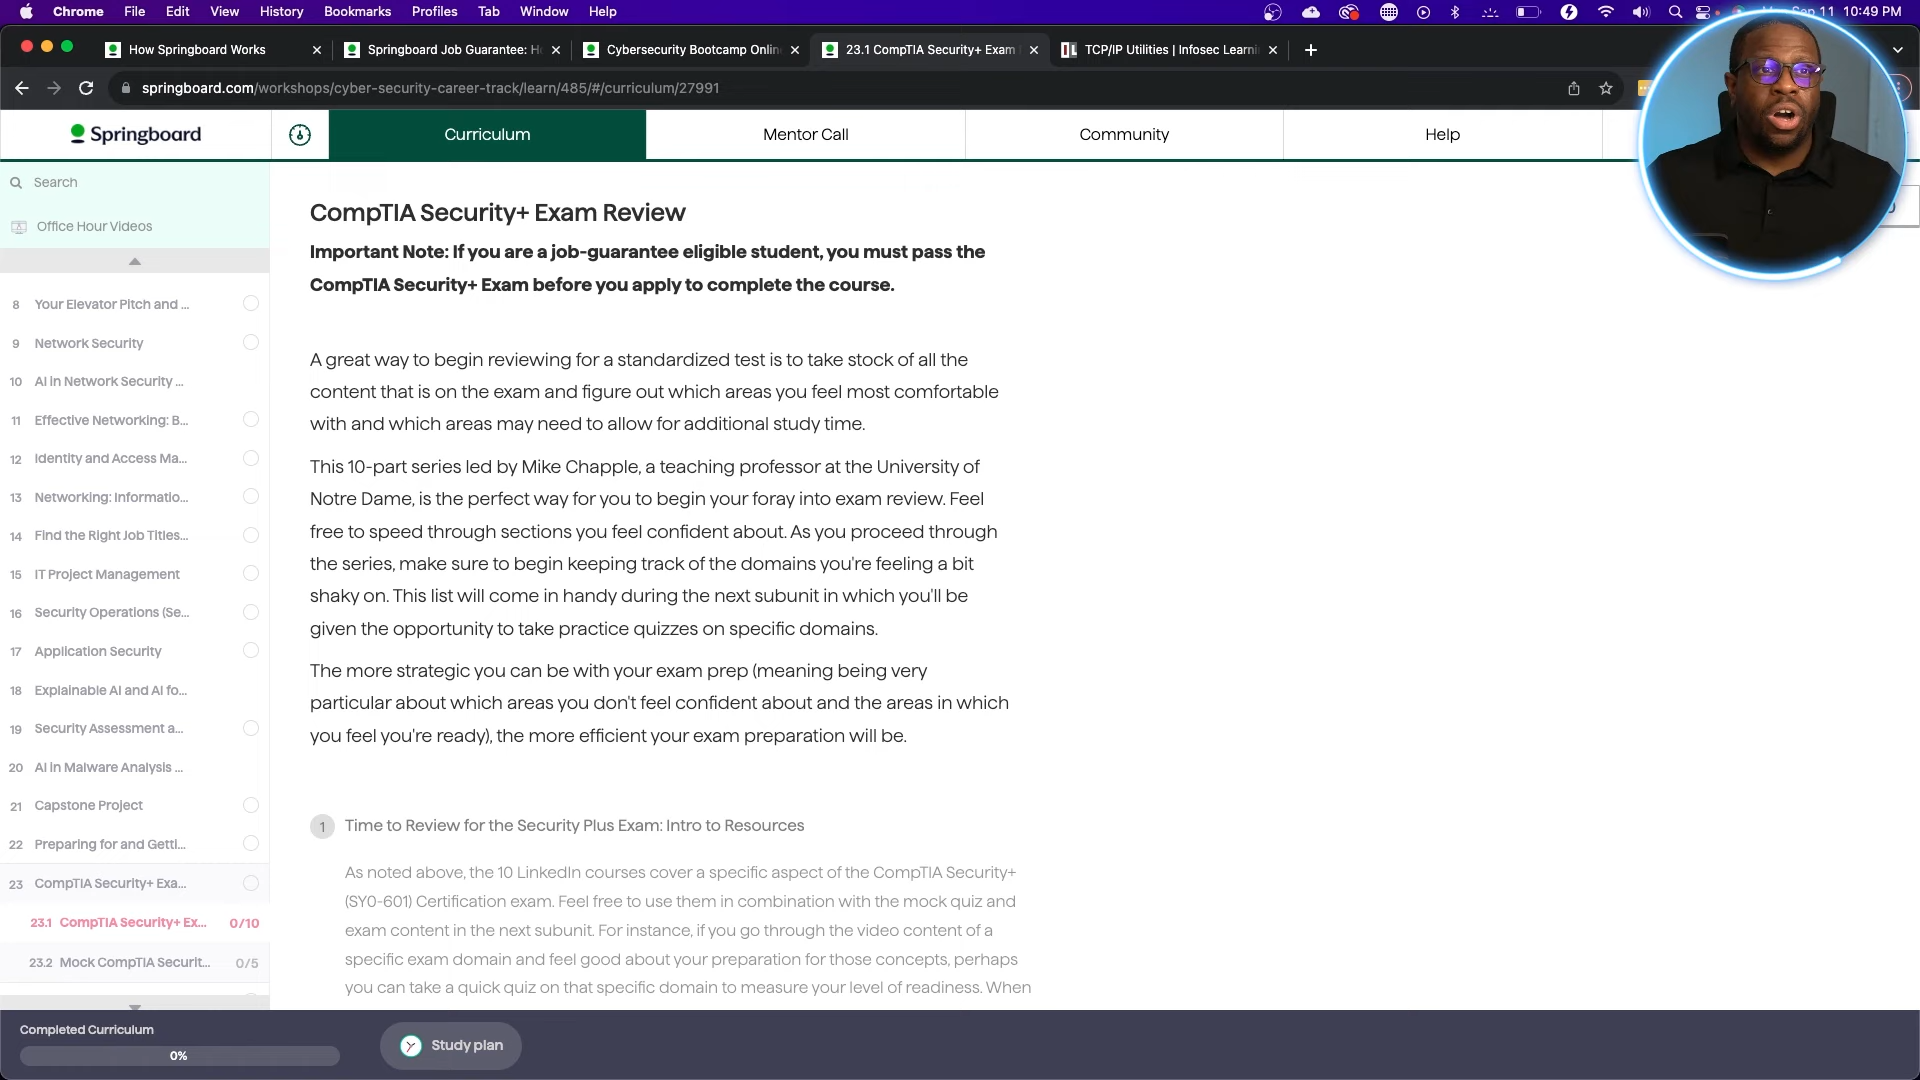 Chrome File Edit View History Bookmarks Profiles Tab Window Help
Sep 11 10:49 PM
How Springboard Works
Springboard Job Guarantee: H
Cybersecurity Bootcamp Onlin
23.1 CompTIA Security+ Exam
TCP/IP Utilities | Infosec Learni
springboard.com/workshops/cyber-security-career-track/learn/485/#/curriculum/27991
Springboard
Curriculum
Mentor Call
Community
Help
Search
Office Hour Videos
8 Your Elevator Pitch and ...
9 Network Security
10 AI in Network Security ...
11 Effective Networking: B...
12 Identity and Access Ma...
13 Networking: Informatio...
14 Find the Right Job Titles...
15 IT Project Management
16 Security Operations (Se...
17 Application Security
18 Explainable AI and AI fo...
19 Security Assessment a...
20 AI in Malware Analysis ...
21 Capstone Project
22 Preparing for and Getti...
23 CompTIA Security+ Exa...
23.1 CompTIA Security+ Ex... 0/10
23.2 Mock CompTIA Securit... 0/5
CompTIA Security+ Exam Review
Important Note: If you are a job-guarantee eligible student, you must pass the
CompTIA Security+ Exam before you apply to complete the course.
A great way to begin reviewing for a standardized test is to take stock of all the
content that is on the exam and figure out which areas you feel most comfortable
with and which areas may need to allow for additional study time.
This 10-part series led by Mike Chapple, a teaching professor at the University of
Notre Dame, is the perfect way for you to begin your foray into exam review. Feel
free to speed through sections you feel confident about. As you proceed through
the series, make sure to begin keeping track of the domains you're feeling a bit
shaky on. This list will come in handy during the next subunit in which you'll be
given the opportunity to take practice quizzes on specific domains.
The more strategic you can be with your exam prep (meaning being very
particular about which areas you don't feel confident about and the areas in which
you feel you're ready), the more efficient your exam preparation will be.
1 Time to Review for the Security Plus Exam: Intro to Resources
As noted above, the 10 LinkedIn courses cover a specific aspect of the CompTIA Security+
(SY0-601) Certification exam. Feel free to use them in combination with the mock quiz and
exam content in the next subunit. For instance, if you go through the video content of a
specific exam domain and feel good about your preparation for those concepts, perhaps
you can take a quick quiz on that specific domain to measure your level of readiness. When
Completed Curriculum
0%
Study plan